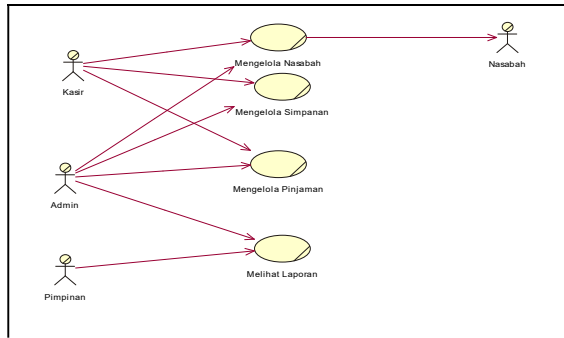 Kasir
Mengelola Nasabah
Nasabah
Mengelola Simpanan
Admin
Mengelola Pinjaman
Pimpinan
Melihat Laporan